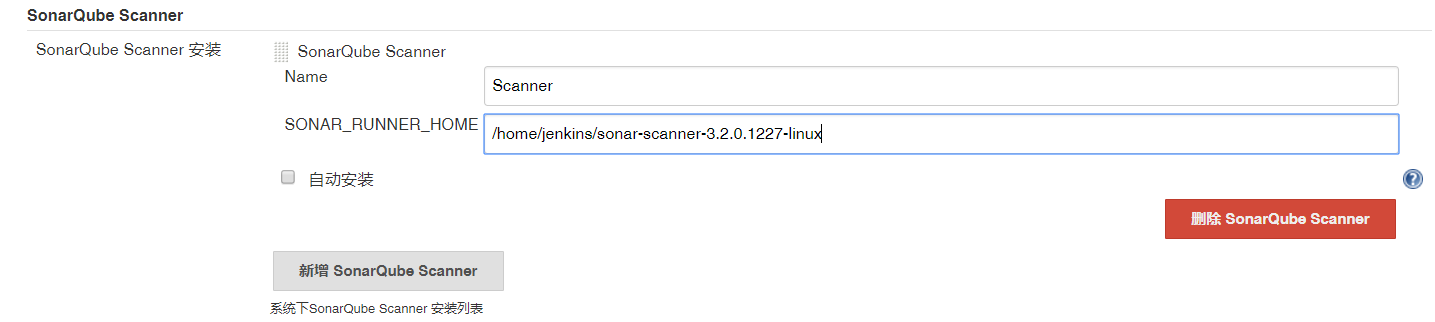 SonarQube Scanner
SonarQube Scanner 安装
SonarQube Scanner
Name
Scanner
SONAR_RUNNER_HOME
/home/jenkins/sonar-scanner-3.2.0.1227-linux
自动安装
?
删除 SonarQube Scanner
新增 SonarQube Scanner
系统下SonarQube Scanner 安装列表